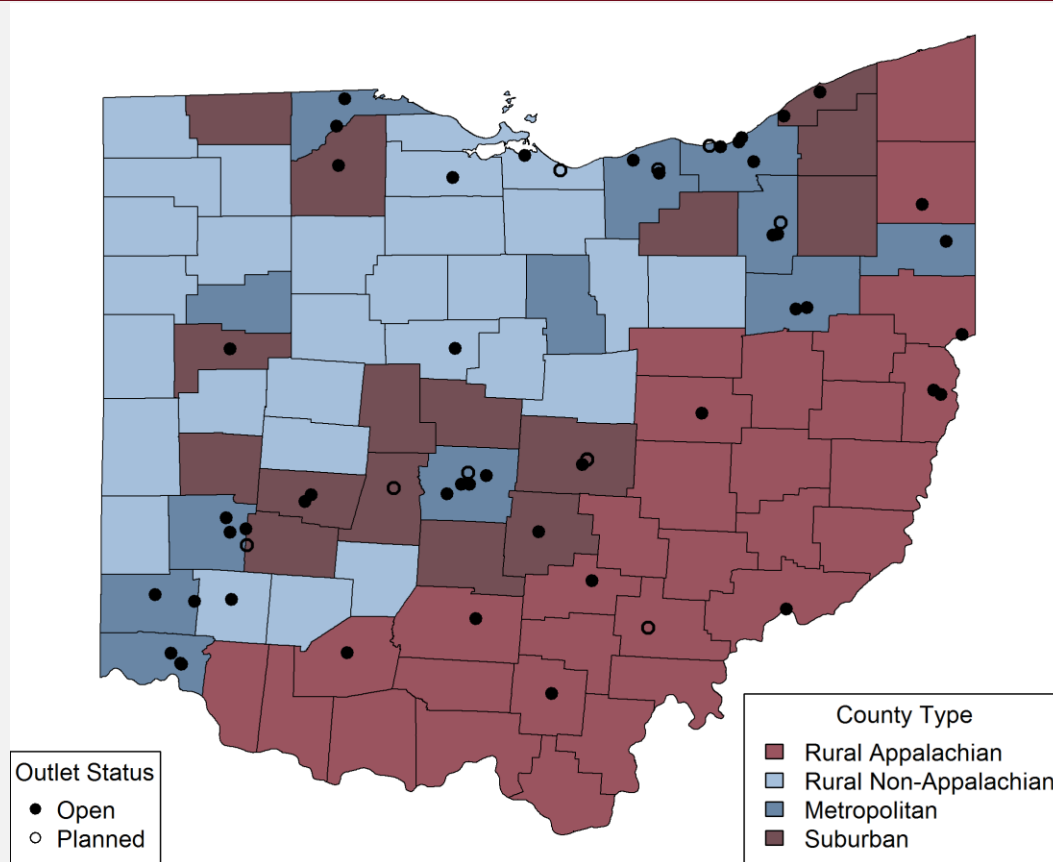 Outlet Status
Open
Planned
County Type
Rural Appalachian
Rural Non-Appalachian
Metropolitan
Suburban